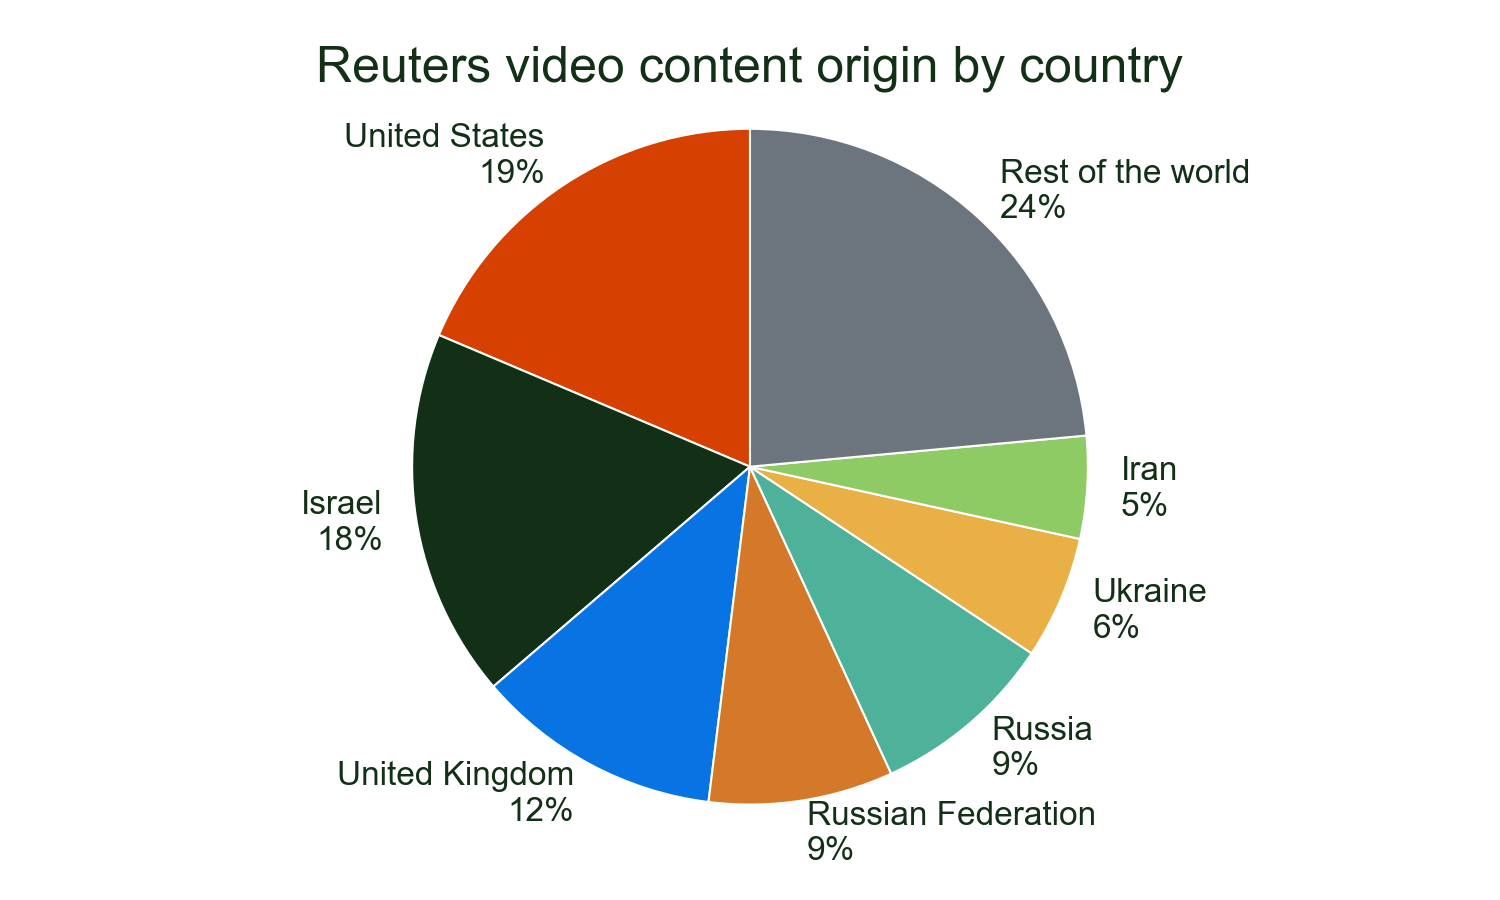 Reuters video content origin by country
United States
19%
Rest of the world
24%
Israel
18%
Iran
5%
Ukraine
6%
United Kingdom
12%
Russia
9%
Russian Federation
9%